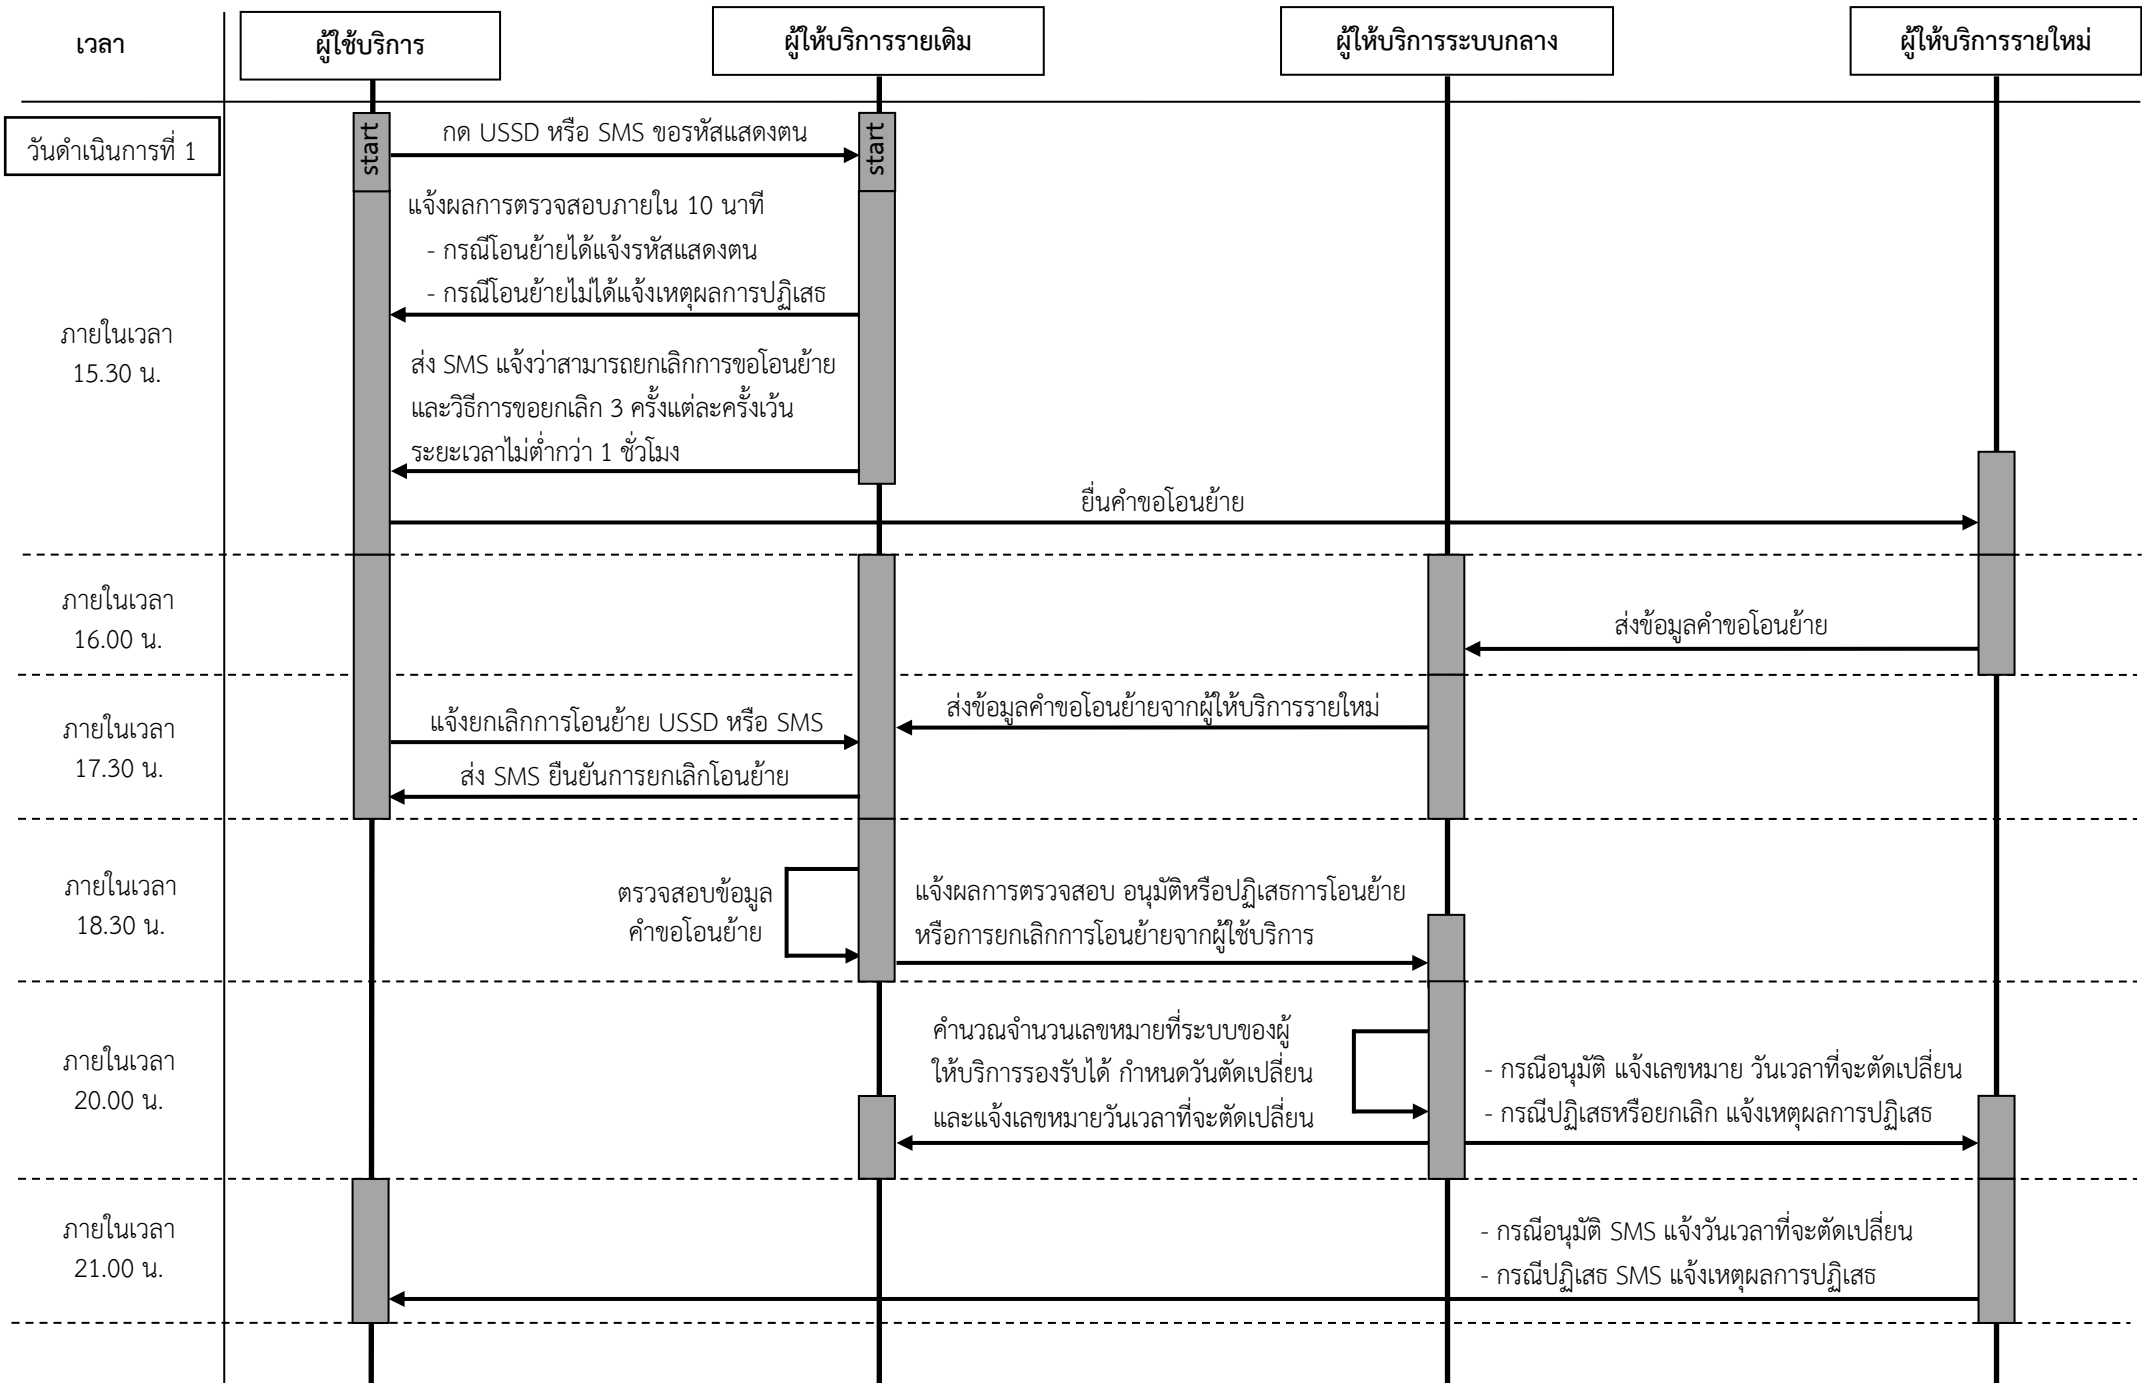 เวลา
ผู้ใช้บริการ
ผู้ให้บริการรายเดิม
ผู้ให้บริการระบบกลาง
ผู้ให้บริการรายใหม่
วันดำเนินการที่ 1
start
กด USSD หรือ SMS ขอรหัสแสดงตน
start
แจ้งผลการตรวจสอบภายใน 10 นาที
- กรณีโอนย้ายได้แจ้งรหัสแสดงตน
- กรณีโอนย้ายไม่ได้แจ้งเหตุผลการปฏิเสธ
ภายในเวลา
15.30 น.
ส่ง SMS แจ้งว่าสามารถยกเลิกการขอโอนย้าย
และวิธีการขอยกเลิก 3 ครั้งแต่ละครั้งเว้น
ระยะเวลาไม่ต่ำกว่า 1 ชั่วโมง
ยื่นคำขอโอนย้าย
ภายในเวลา
16.00 น.
ส่งข้อมูลคำขอโอนย้าย
ภายในเวลา
17.30 น.
แจ้งยกเลิกการโอนย้าย USSD หรือ SMS
ส่งข้อมูลคำขอโอนย้ายจากผู้ให้บริการรายใหม่
ส่ง SMS ยืนยันการยกเลิกโอนย้าย
ภายในเวลา
18.30 น.
ตรวจสอบข้อมูล
คำขอโอนย้าย
แจ้งผลการตรวจสอบ อนุมัติหรือปฏิเสธการโอนย้าย
หรือการยกเลิกการโอนย้ายจากผู้ใช้บริการ
ภายในเวลา
20.00 น.
คำนวณจำนวนเลขหมายที่ระบบของผู้
ให้บริการรองรับได้ กำหนดวันตัดเปลี่ยน
และแจ้งเลขหมายวันเวลาที่จะตัดเปลี่ยน
- กรณีอนุมัติ แจ้งเลขหมาย วันเวลาที่จะตัดเปลี่ยน
- กรณีปฏิเสธหรือยกเลิก แจ้งเหตุผลการปฏิเสธ
ภายในเวลา
21.00 น.
- กรณีอนุมัติ SMS แจ้งวันเวลาที่จะตัดเปลี่ยน
- กรณีปฏิเสธ SMS แจ้งเหตุผลการปฏิเสธ